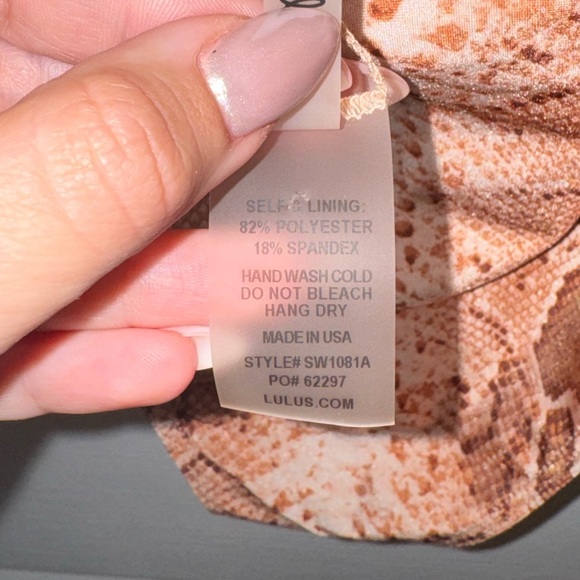 SELF & LINING:
82% POLYESTER
18% SPANDEX
HAND WASH COLD
DO NOT BLEACH
HANG DRY
MADE IN USA
STYLE# SW1081A
PO# 62297
LULUS.COM